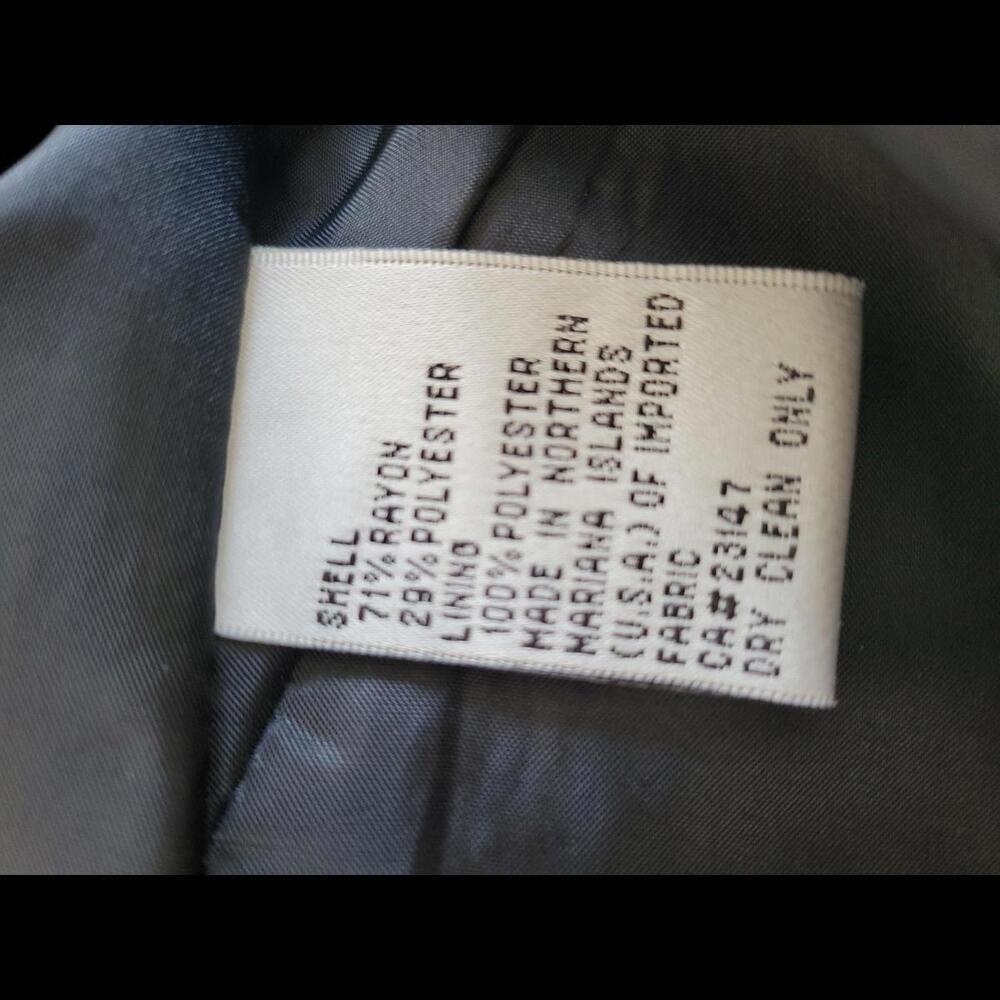 SHELL
71% RAYON
29% POLYESTER
LINING
100% POLYESTER
MADE IN NORTHERN
MARIANA ISLANDS
(U.S.A.) OF IMPORTED
FABRIC
CA#23147
DRY CLEAN ONLY